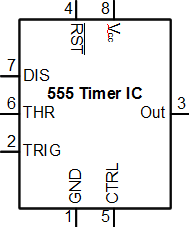 4 8
RST Vcc
7 DIS
555 Timer IC
6 THR Out 3
2 TRIG
GND CTRL
1 5